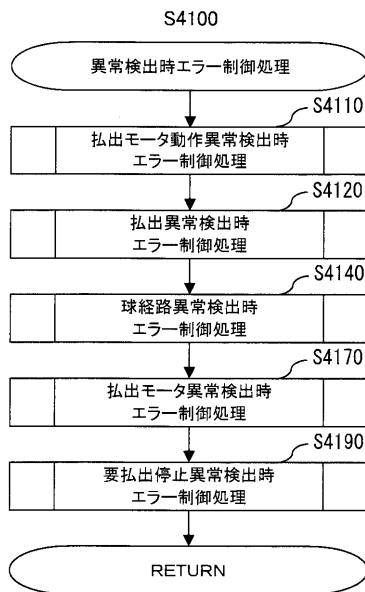 S4100
異常検出時エラー制御処理
S4110
払出モータ動作異常検出時
エラー制御処理
S4120
払出異常検出時
エラー制御処理
S4140
球経路異常検出時
エラー制御処理
S4170
払出モータ異常検出時
エラー制御処理
S4190
要払出停止異常検出時
エラー制御処理
RETURN